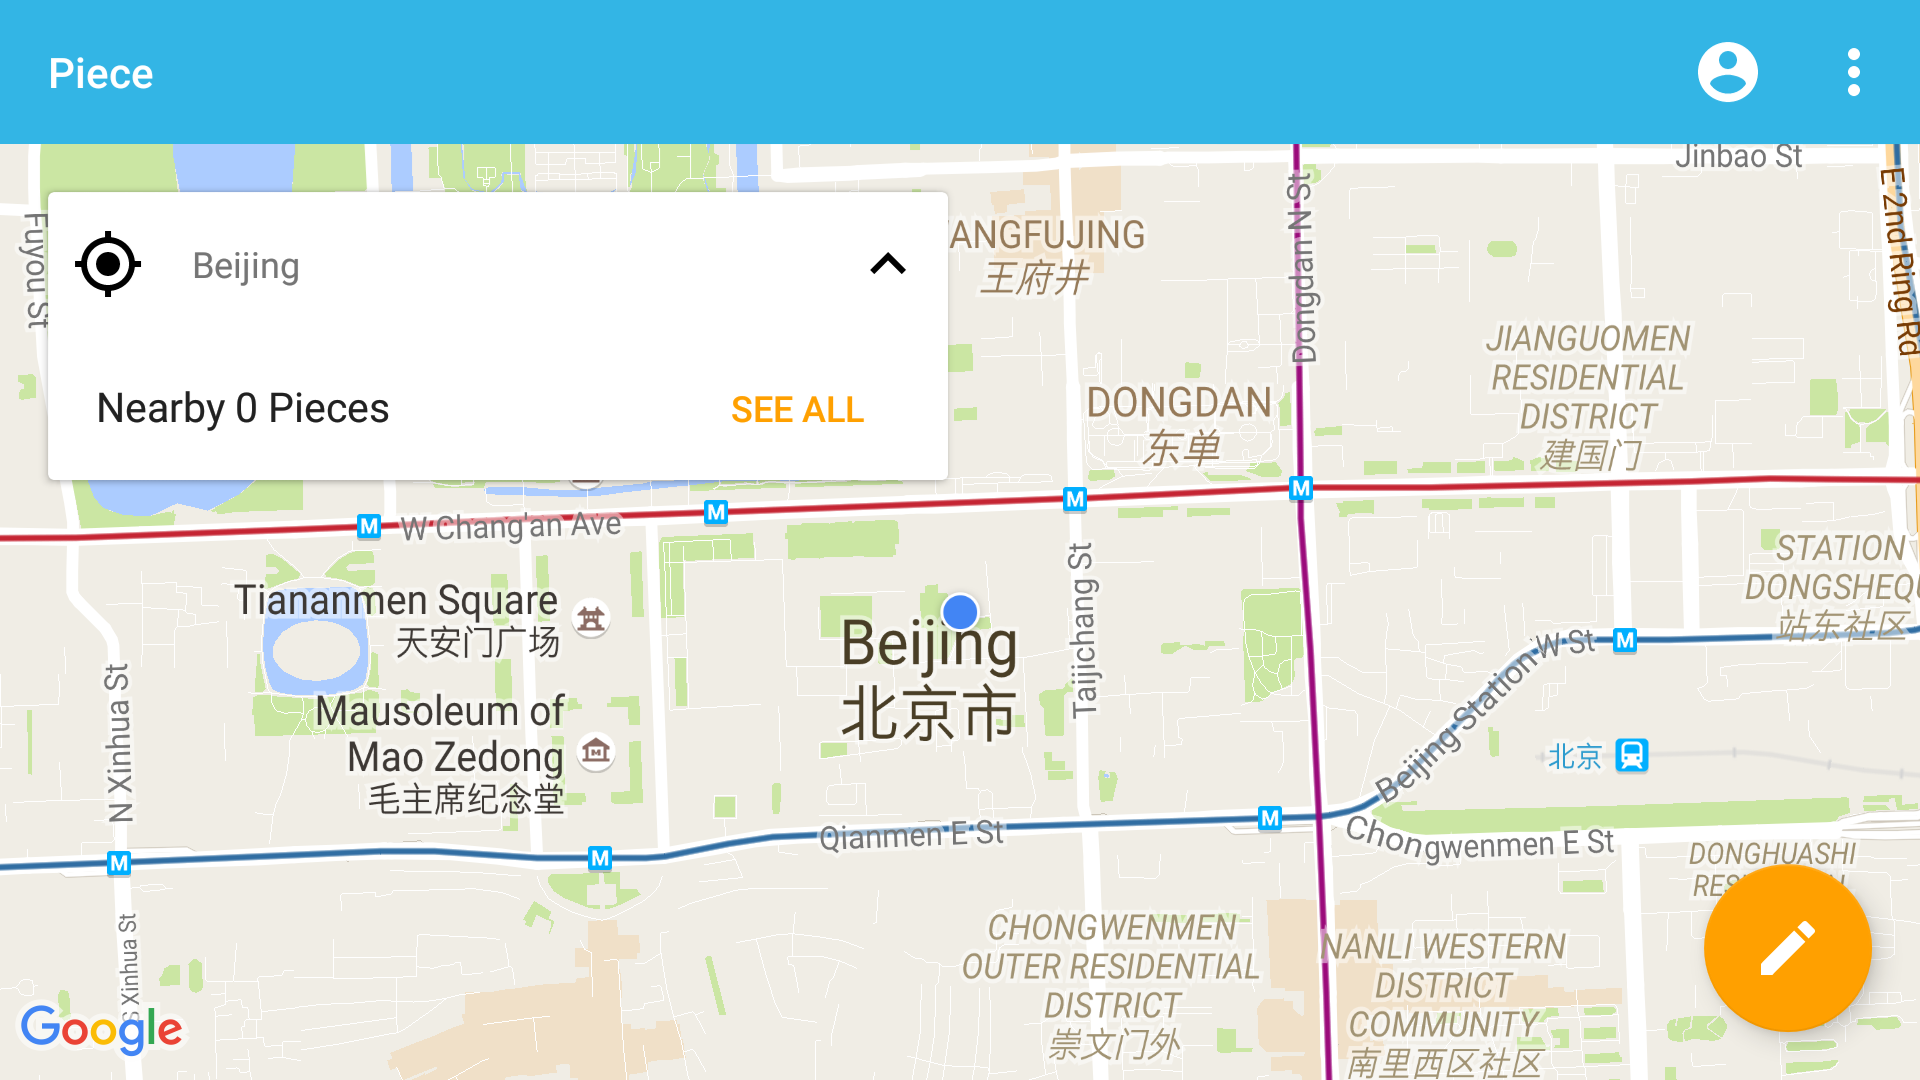 Piece
Jinbao St
E 2nd Ring Rd
Fuyou St
Beijing
ANGFUJING
王府井
Dongdan N St
Nearby 0 Pieces
SEE ALL
DONGDAN
东单
JIANGUOMEN
RESIDENTIAL
DISTRICT
建国门
M
M
M
M
W Chang'an Ave
Tiananmen Square
天安门广场
Taijichang St
STATION
DONGSHEQU
站东社区
Beijing
北京市
M
Beijing Station W St
N Xinhua St
Mausoleum of
Mao Zedong
毛主席纪念堂
北京
M
M
M
Qianmen E St
Chongwenmen E St
DONGHUASHI
S Xinhua St
CHONGWENMEN
OUTER RESIDENTIAL
DISTRICT
崇文门外
NANLI WESTERN
DISTRICT
COMMUNITY
南里西区社区
Google